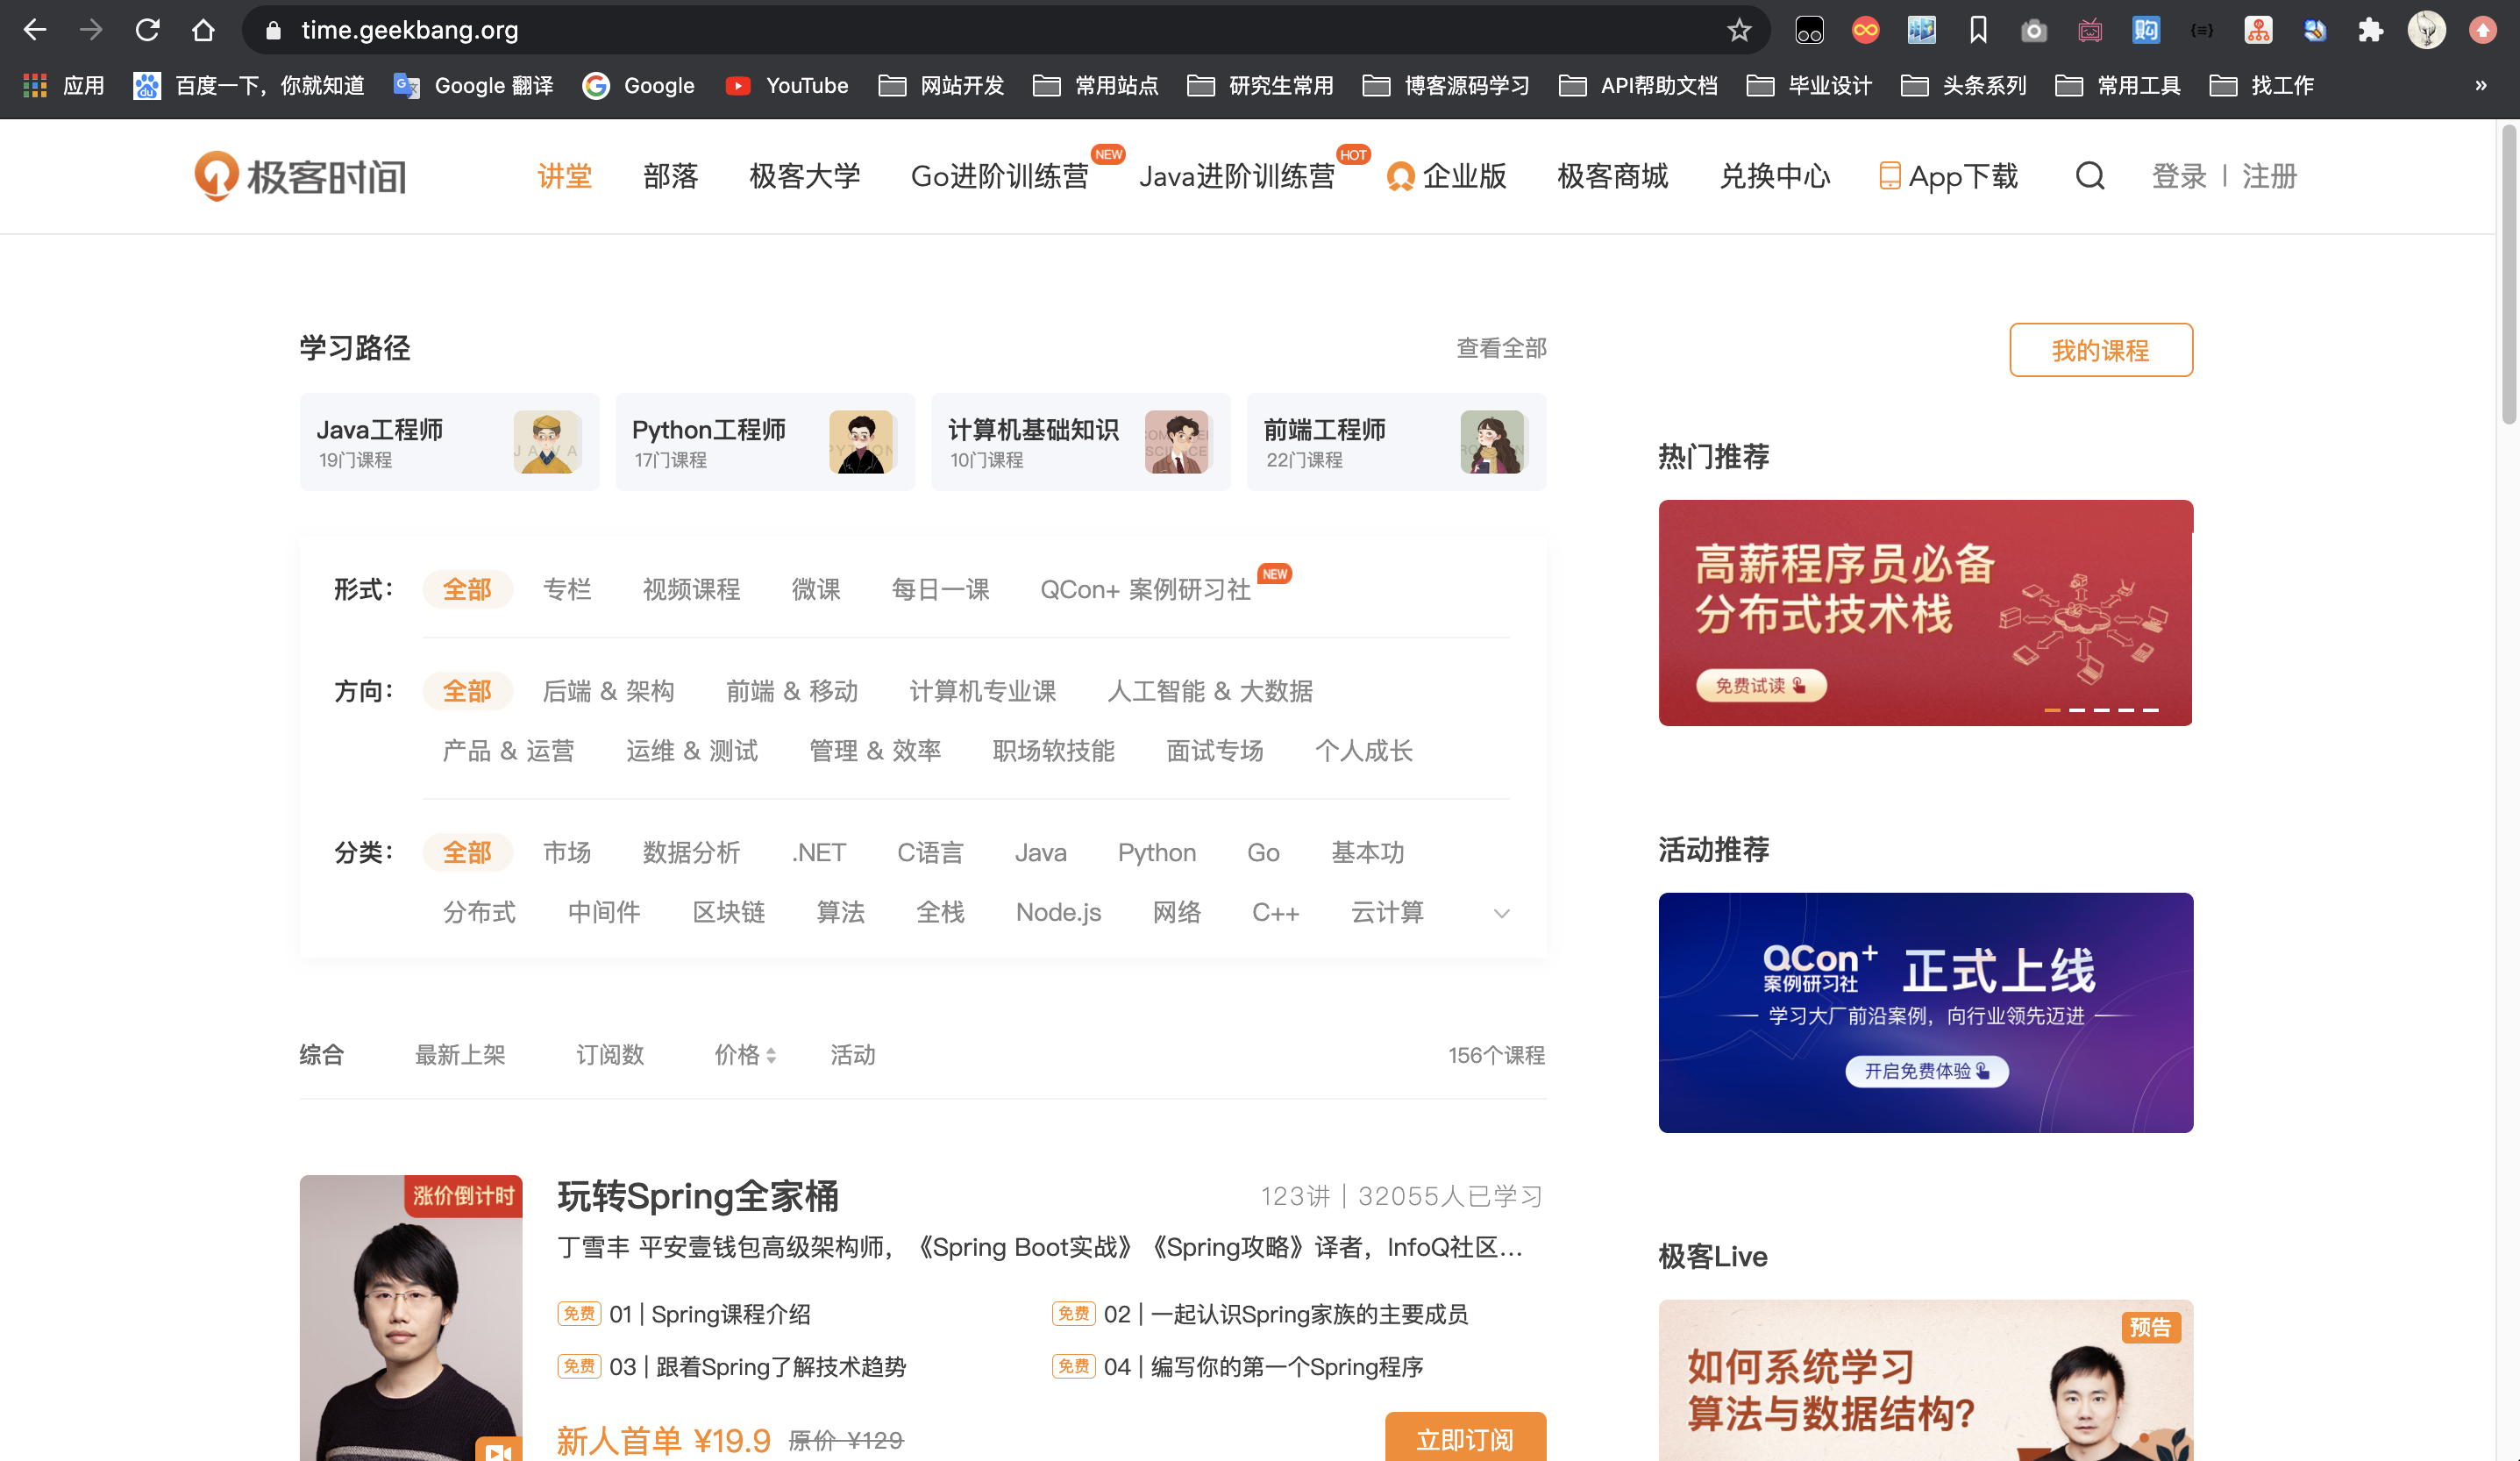 time.geekbang.org
应用 百度一下，你就知道 Google 翻译 Google YouTube 网站开发 常用站点 研究生常用 博客源码学习 API帮助文档 毕业设计 头条系列 常用工具 找工作 »
极客时间 讲堂 部落 极客大学 Go进阶训练营 NEW Java进阶训练营 HOT 企业版 极客商城 兑换中心 App下载 登录 | 注册
学习路径 查看全部
我的课程
Java工程师 Python工程师 计算机基础知识 前端工程师
19门课程 17门课程 10门课程 22门课程
形式： 全部 专栏 视频课程 微课 每日一课 QCon+ 案例研习社 NEW
方向： 全部 后端 & 架构 前端 & 移动 计算机专业课 人工智能 & 大数据
产品 & 运营 运维 & 测试 管理 & 效率 职场软技能 面试专场 个人成长
分类： 全部 市场 数据分析 .NET C语言 Java Python Go 基本功
分布式 中间件 区块链 算法 全栈 Node.js 网络 C++ 云计算
综合 最新上架 订阅数 价格 活动 156个课程
涨价倒计时
玩转Spring全家桶 123讲 | 32055人已学习
丁雪丰 平安壹钱包高级架构师，《Spring Boot实战》《Spring攻略》译者，InfoQ社区...
免费 01 | Spring课程介绍 免费 02 | 一起认识Spring家族的主要成员
免费 03 | 跟着Spring了解技术趋势 免费 04 | 编写你的第一个Spring程序
新人首单 ¥19.9 原价 ¥129 立即订阅
热门推荐
高薪程序员必备
分布式技术栈
免费试读
活动推荐
QCon+ 案例研习社 正式上线
学习大厂前沿案例，向行业领先迈进
开启免费体验
极客Live
预告
如何系统学习
算法与数据结构?